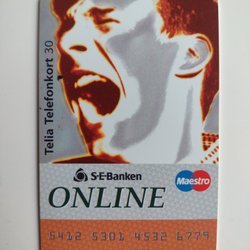 Telia Telefonkort 30
S·E·Banken
ONLINE
Maestro
5412 5301 4532 6779